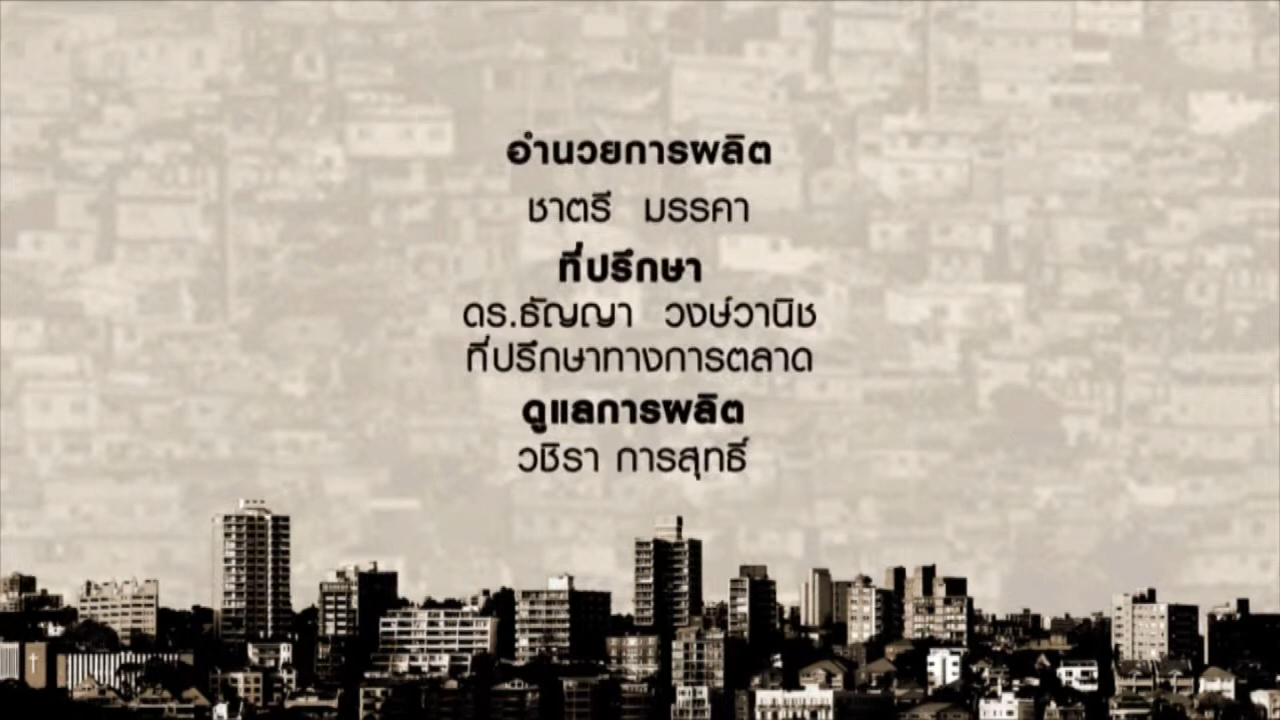 อำนวยการผลิต
ชาตรี มรรคา
ที่ปรึกษา
ดร.ธัญญา วงษ์วานิช
ที่ปรึกษาทางการตลาด
ดูแลการผลิต
วชิรา การสุทธิ์